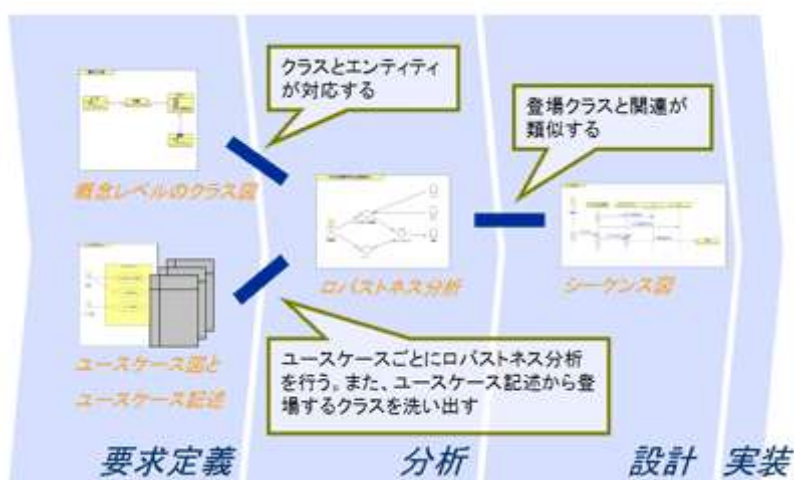 クラスとエンティティ
が対応する
登場クラスと関連が
類似する
概念レベルのクラス図
ロバストネス分析
シーケンス図
ユースケース図と
ユースケース記述
ユースケースごとにロバストネス分析
を行う。また、ユースケース記述から登
場するクラスを洗い出す
要求定義
分析
設計
実装